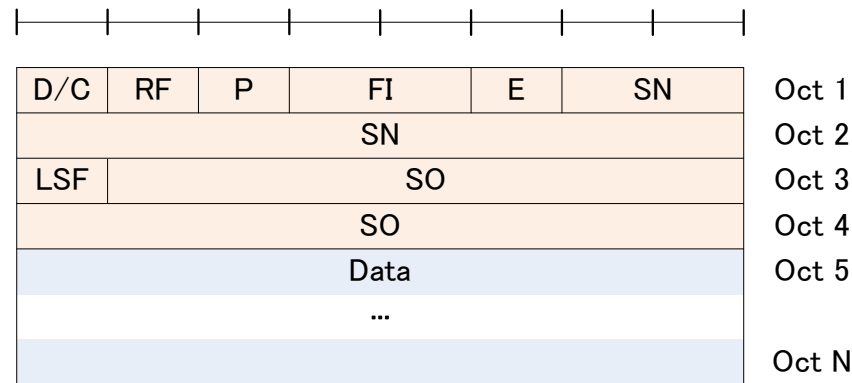 D/C RF P FI E SN Oct 1
SN Oct 2
LSF SO Oct 3
SO Oct 4
Data Oct 5
...
Oct N